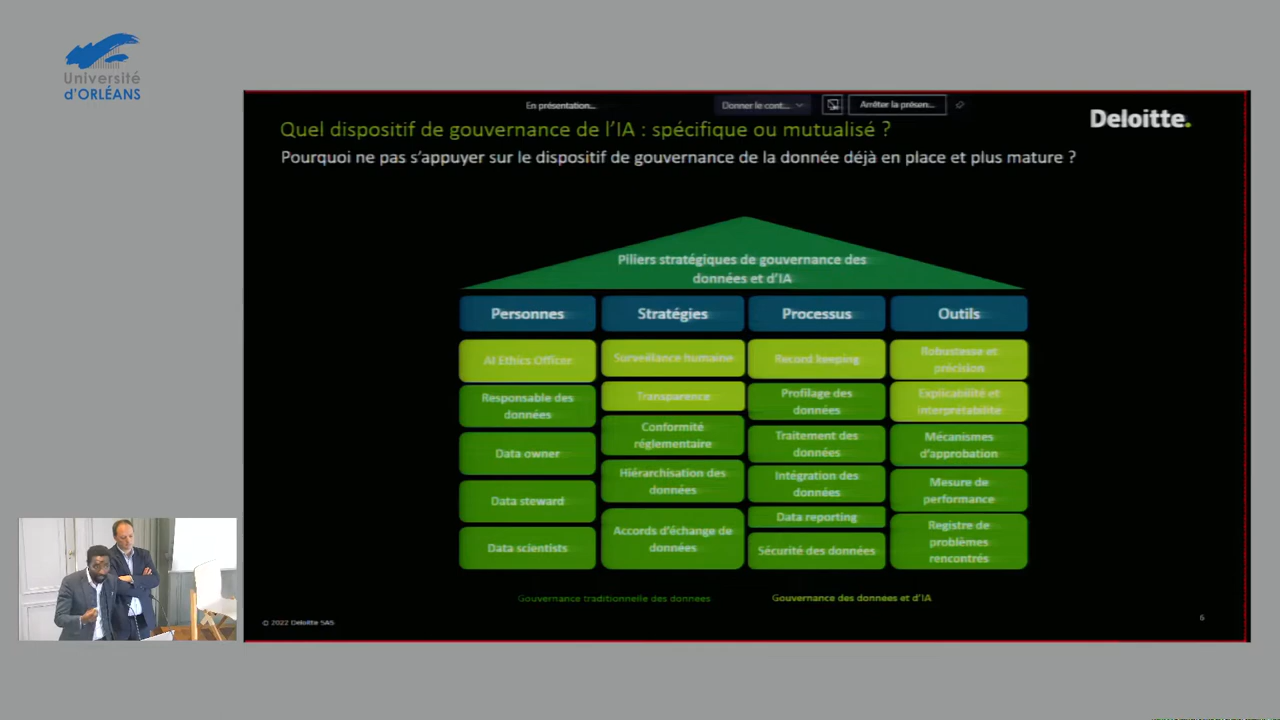 Université
d'ORLÉANS
En présentation...
Donner le cont...
Arrêter la présen...
Quel dispositif de gouvernance de l'IA : spécifique ou mutualisé ?
Deloitte.
Pourquoi ne pas s'appuyer sur le dispositif de gouvernance de la donnée déjà en place et plus mature ?
Piliers stratégiques de gouvernance des
données et d'IA
Personnes
Stratégies
Processus
Outils
AI Ethics Officer
Responsable des
données
Data owner
Data steward
Data scientists
Surveillance humaine
Transparence
Conformité
réglementaire
Hiérarchisation des
données
Accords d'échange de
données
Record keeping
Profilage des
données
Traitement des
données
Intégration des
données
Data reporting
Sécurité des données
Robustesse et
précision
Explicabilité et
interprétabilité
Mécanismes
d'approbation
Mesure de
performance
Registre de
problèmes
rencontrés
Gouvernance traditionnelle des données
Gouvernance des données et d'IA
© 2022 Deloitte SAS
6